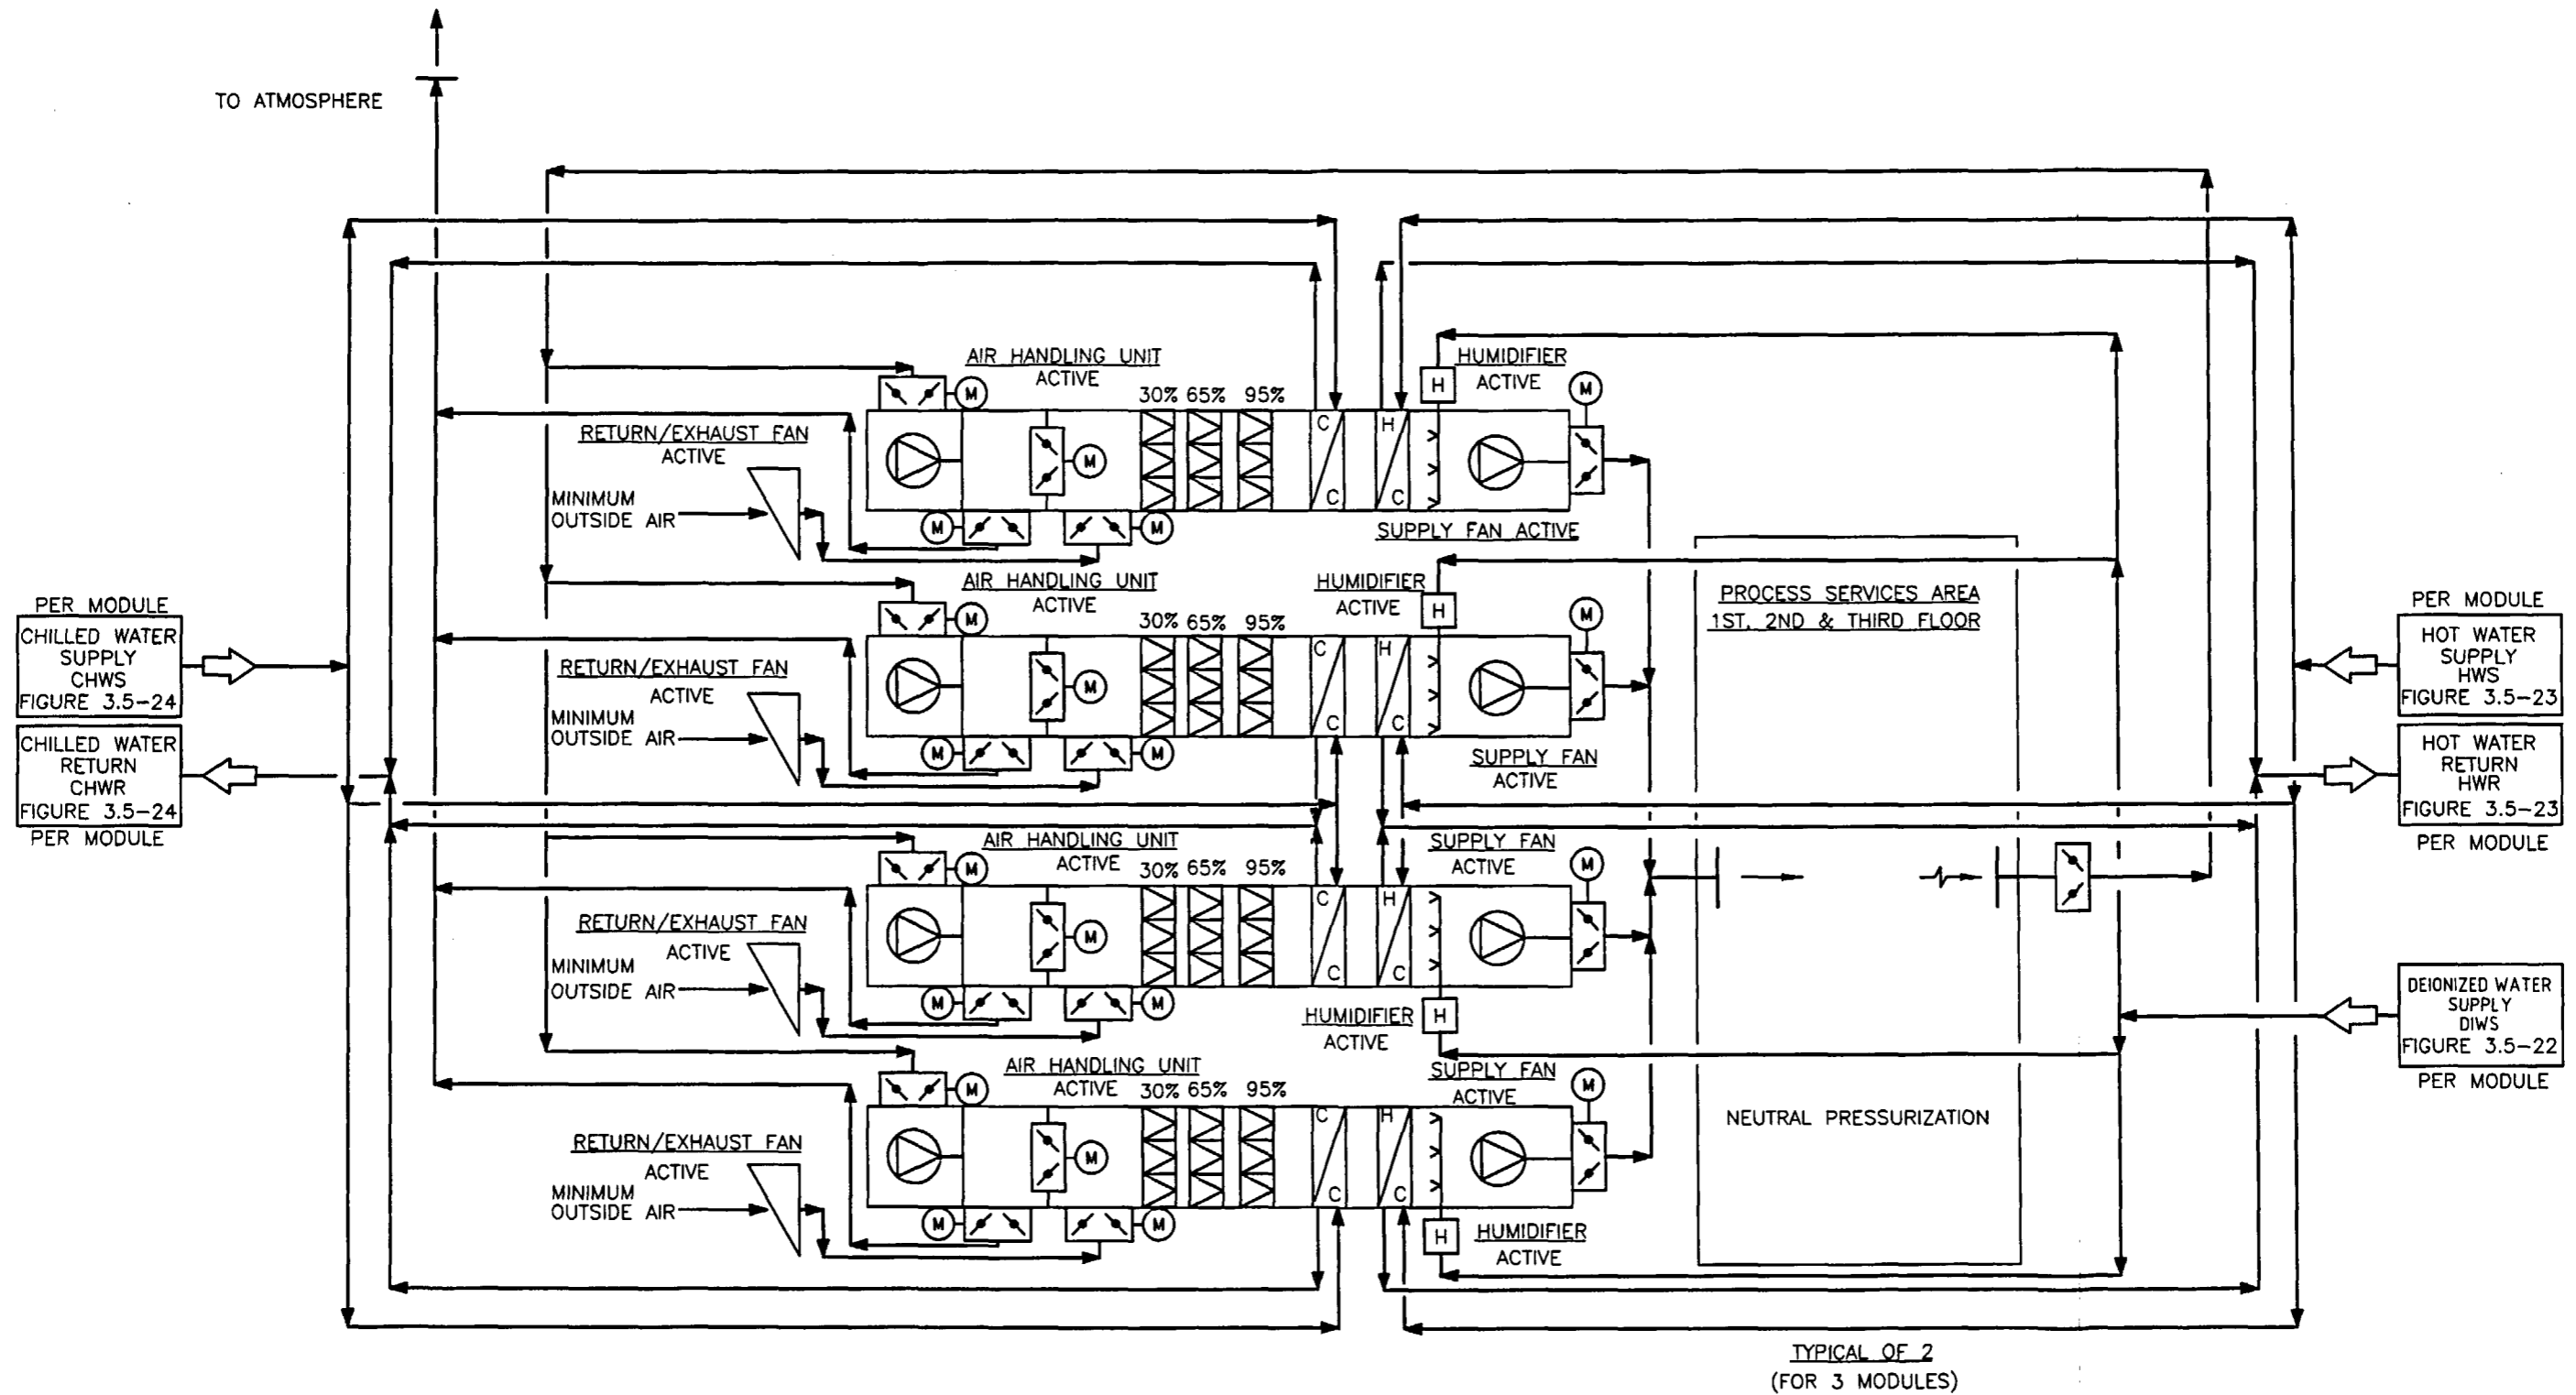 TO ATMOSPHERE
AIR HANDLING UNIT
ACTIVE
HUMIDIFIER
ACTIVE
H
M
M
30% 65% 95%
C
H
RETURN/EXHAUST FAN
ACTIVE
M
MINIMUM
OUTSIDE AIR
C
C
M
M
SUPPLY FAN ACTIVE
AIR HANDLING UNIT
ACTIVE
HUMIDIFIER
ACTIVE
H
M
M
30% 65% 95%
C
H
RETURN/EXHAUST FAN
ACTIVE
M
MINIMUM
OUTSIDE AIR
C
C
M
M
SUPPLY FAN
ACTIVE
PROCESS SERVICES AREA
1ST, 2ND & THIRD FLOOR
PER MODULE
CHILLED WATER
SUPPLY
CHWS
FIGURE 3.5-24
CHILLED WATER
RETURN
CHWR
FIGURE 3.5-24
PER MODULE
PER MODULE
HOT WATER
SUPPLY
HWS
FIGURE 3.5-23
HOT WATER
RETURN
HWR
FIGURE 3.5-23
PER MODULE
AIR HANDLING UNIT
ACTIVE
SUPPLY FAN
ACTIVE
M
M
30% 65% 95%
C
H
RETURN/EXHAUST FAN
ACTIVE
M
MINIMUM
OUTSIDE AIR
C
C
M
M
HUMIDIFIER
ACTIVE
H
DEIONIZED WATER
SUPPLY
DIWS
FIGURE 3.5-22
PER MODULE
AIR HANDLING UNIT
ACTIVE
SUPPLY FAN
ACTIVE
M
M
30% 65% 95%
C
H
RETURN/EXHAUST FAN
ACTIVE
M
MINIMUM
OUTSIDE AIR
C
C
M
M
HUMIDIFIER
ACTIVE
H
NEUTRAL PRESSURIZATION
TYPICAL OF 2
(FOR 3 MODULES)